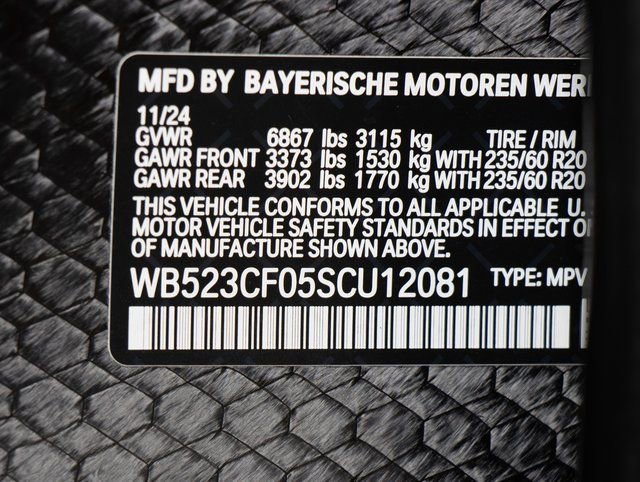 MFD BY BAYERISCHE MOTOREN WER
11/24
GVWR 6867 lbs 3115 kg TIRE / RIM
GAWR FRONT 3373 lbs 1530 kg WITH 235/60 R20
GAWR REAR 3902 lbs 1770 kg WITH 235/60 R20
THIS VEHICLE CONFORMS TO ALL APPLICABLE U.
MOTOR VEHICLE SAFETY STANDARDS IN EFFECT O
OF MANUFACTURE SHOWN ABOVE.
WB523CF05SCU12081 TYPE: MPV